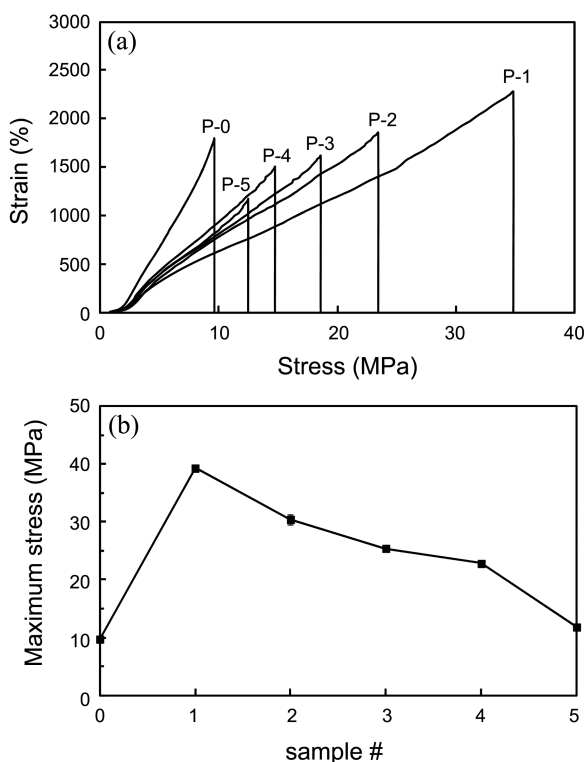 (a)
3000
2500
2000
1500
1000
500
0
Strain (%)
P-0
P-5
P-4
P-3
P-2
P-1
0 10 20 30 40
Stress (MPa)
(b)
50
40
30
20
10
0
Maximum stress (MPa)
0 1 2 3 4 5
sample #